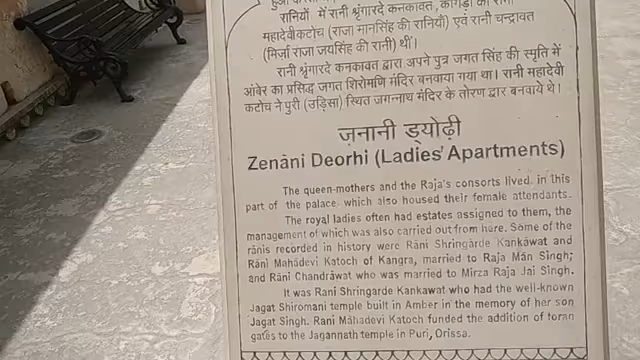 रानियों में रानी श्रृंगारदे कनकावत, कांगड़ा की रानी
महादेवीकटोच (राजा मानसिंह की रानियाँ) एवं रानी चन्द्रावत
(मिर्ज़ा राजा जयसिंह की रानी) थीं।
रानी श्रृंगारदे कनकावत द्वारा अपने पुत्र जगत सिंह की स्मृति में
आंबेर का प्रसिद्ध जगत शिरोमणि मंदिर बनवाया गया था। रानी महादेवी
कटोच ने पुरी (उड़िसा) स्थित जगन्नाथ मंदिर के तोरण द्वार बनवाये थे।
ज़नानी ड्योढ़ी
Zenāni Deorhi (Ladies' Apartments)
The queen-mothers and the Raja's consorts lived in this
part of the palace which also housed their female attendants.
The royal ladies often had estates assigned to them, the
management of which was also carried out from here. Some of the
rānis recorded in history were Rāni Shringārde Kankāwat and
Rāni Mahādevi Katoch of Kangra, married to Raja Mān Singh;
and Rāni Chandrāwat who was married to Mirza Raja Jai Singh.
It was Rani Shringarde Kankawat who had the well-known
Jagat Shiromani temple built in Amber in the memory of her son
Jagat Singh. Rani Māhadevi Katoch funded the addition of toran
gates to the Jagannath temple in Puri, Orissa.